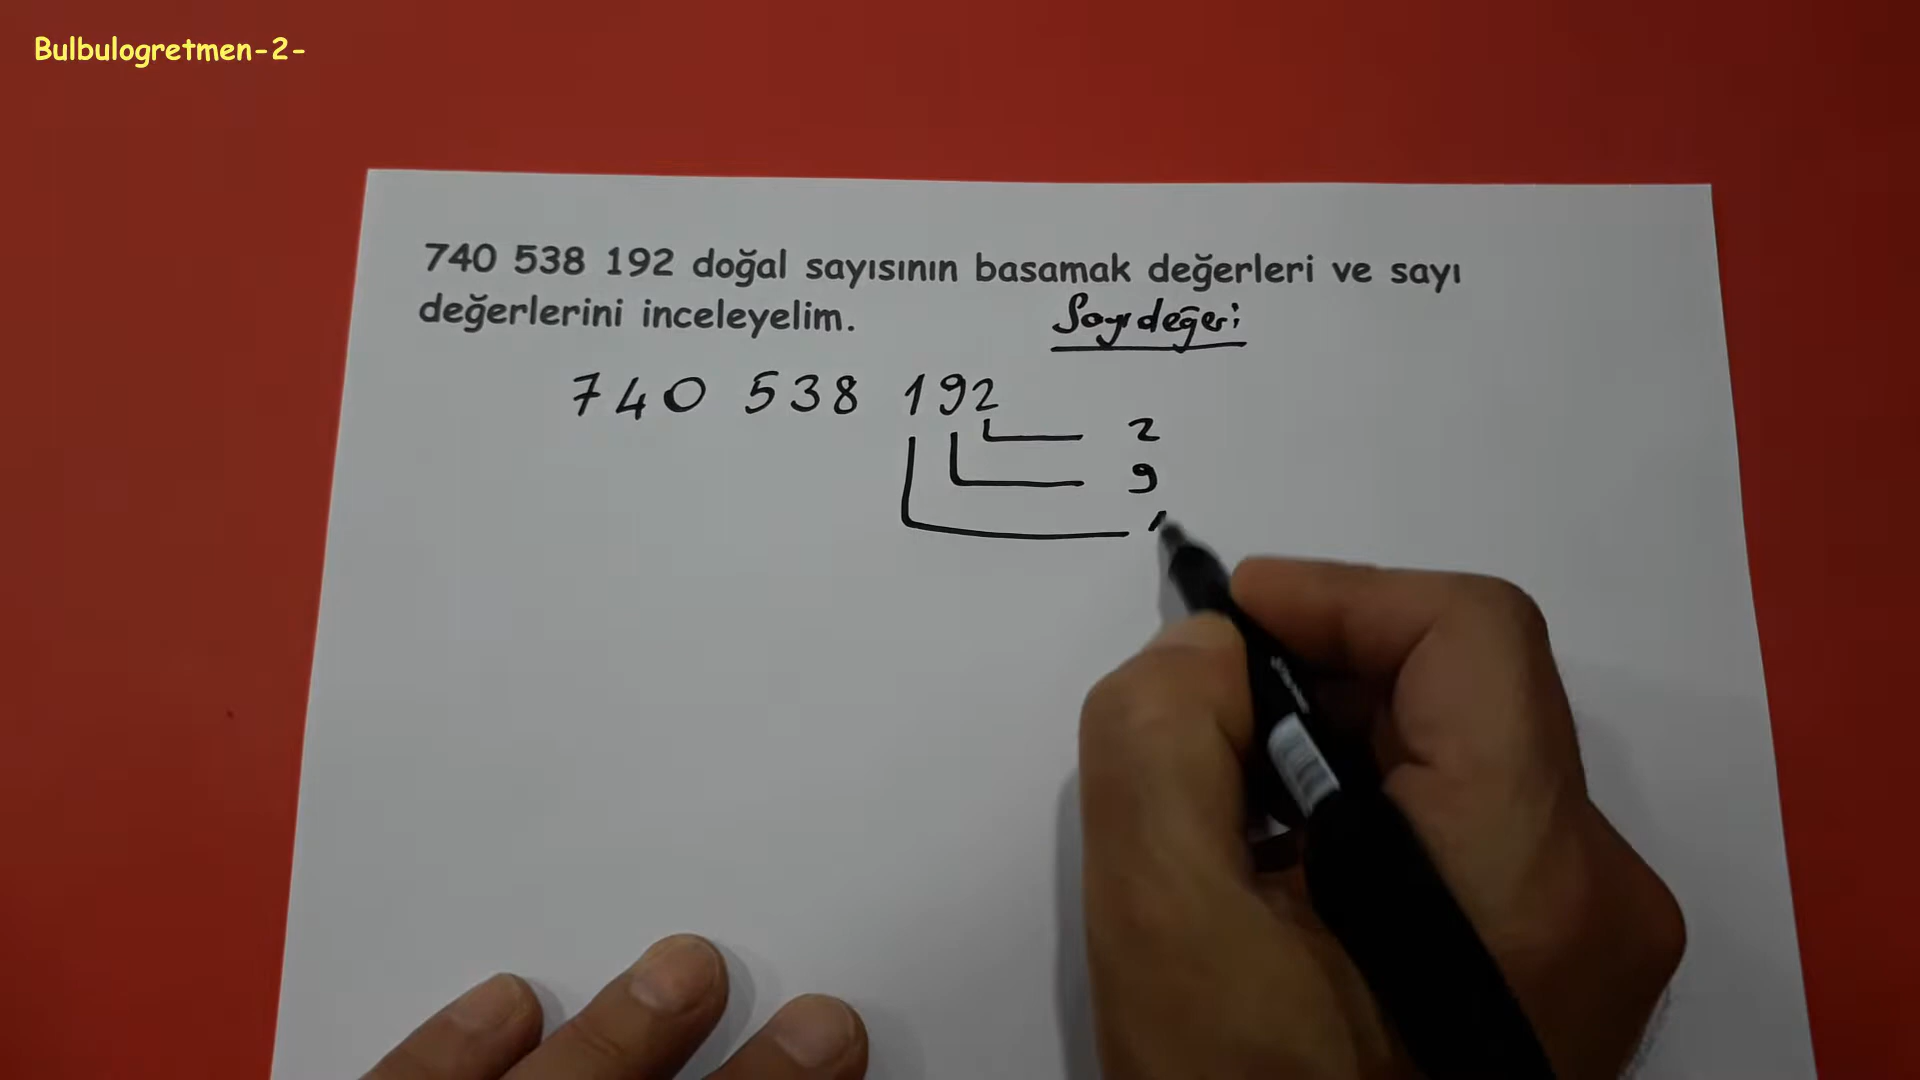 Bulbulogretmen-2-
740 538 192 doğal sayısının basamak değerleri ve sayı
değerlerini inceleyelim.
Sayı değeri
740 538 192
2
9
1